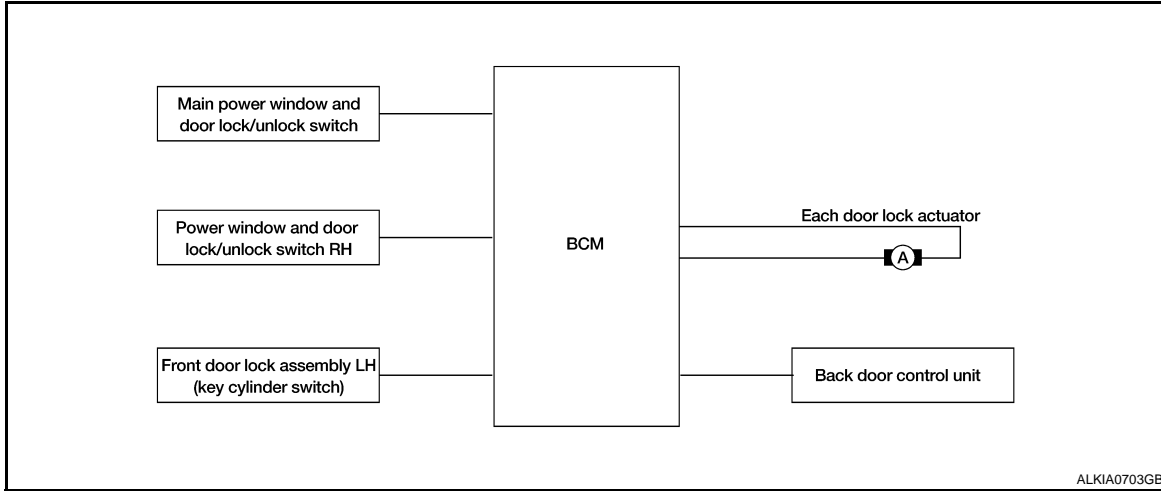 Main power window and
door lock/unlock switch
Power window and door
lock/unlock switch RH
Front door lock assembly LH
(key cylinder switch)
BCM
Each door lock actuator
A
Back door control unit
ALKIA0703GB